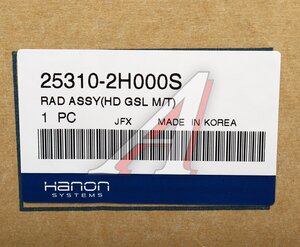 25310-2H000S
RAD ASSY(HD GSL M/T)
1 PC JFX MADE IN KOREA
Hanon
SYSTEMS